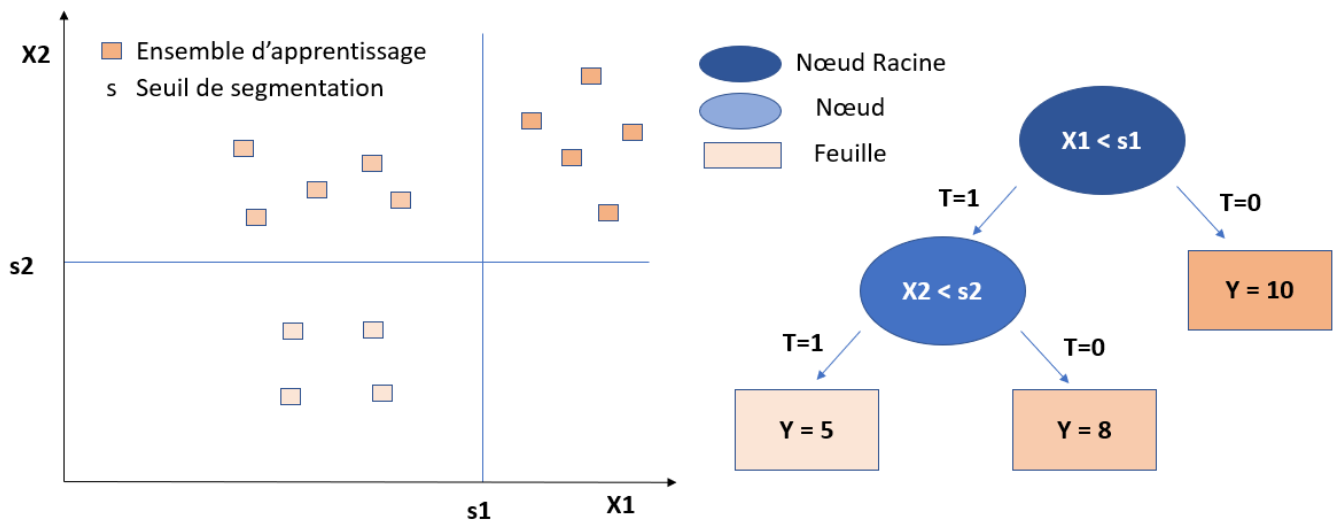 X2
Ensemble d’apprentissage
s Seuil de segmentation
s2
s1
X1
Nœud Racine
Nœud
Feuille
X1 < s1
T=1
T=0
X2 < s2
Y = 10
T=1
T=0
Y = 5
Y = 8